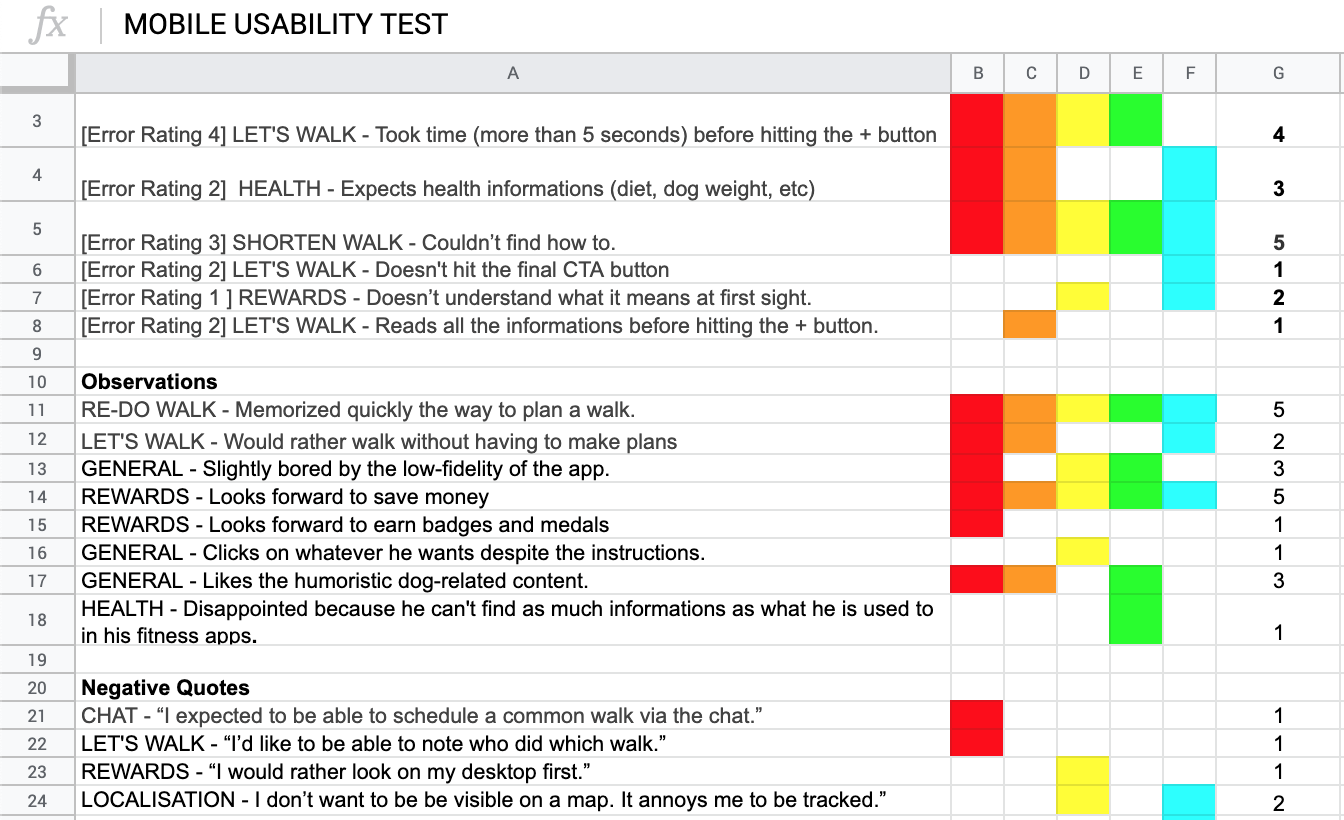 fx MOBILE USABILITY TEST
A B C D E F G
3 [Error Rating 4] LET'S WALK - Took time (more than 5 seconds) before hitting the + button 4
4 [Error Rating 2]  HEALTH - Expects health informations (diet, dog weight, etc) 3
5 [Error Rating 3] SHORTEN WALK - Couldn’t find how to. 5
6 [Error Rating 2] LET'S WALK - Doesn't hit the final CTA button 1
7 [Error Rating 1 ] REWARDS - Doesn’t understand what it means at first sight. 2
8 [Error Rating 2] LET'S WALK - Reads all the informations before hitting the + button. 1
9
10 Observations
11 RE-DO WALK - Memorized quickly the way to plan a walk. 5
12 LET'S WALK - Would rather walk without having to make plans 2
13 GENERAL - Slightly bored by the low-fidelity of the app. 3
14 REWARDS - Looks forward to save money 5
15 REWARDS - Looks forward to earn badges and medals 1
16 GENERAL - Clicks on whatever he wants despite the instructions. 1
17 GENERAL - Likes the humoristic dog-related content. 3
18 HEALTH - Disappointed because he can't find as much informations as what he is used to
in his fitness apps. 1
19
20 Negative Quotes
21 CHAT - “I expected to be able to schedule a common walk via the chat.” 1
22 LET'S WALK - “I’d like to be able to note who did which walk.” 1
23 REWARDS - “I would rather look on my desktop first.” 1
24 LOCALISATION - I don’t want to be be visible on a map. It annoys me to be tracked.” 2